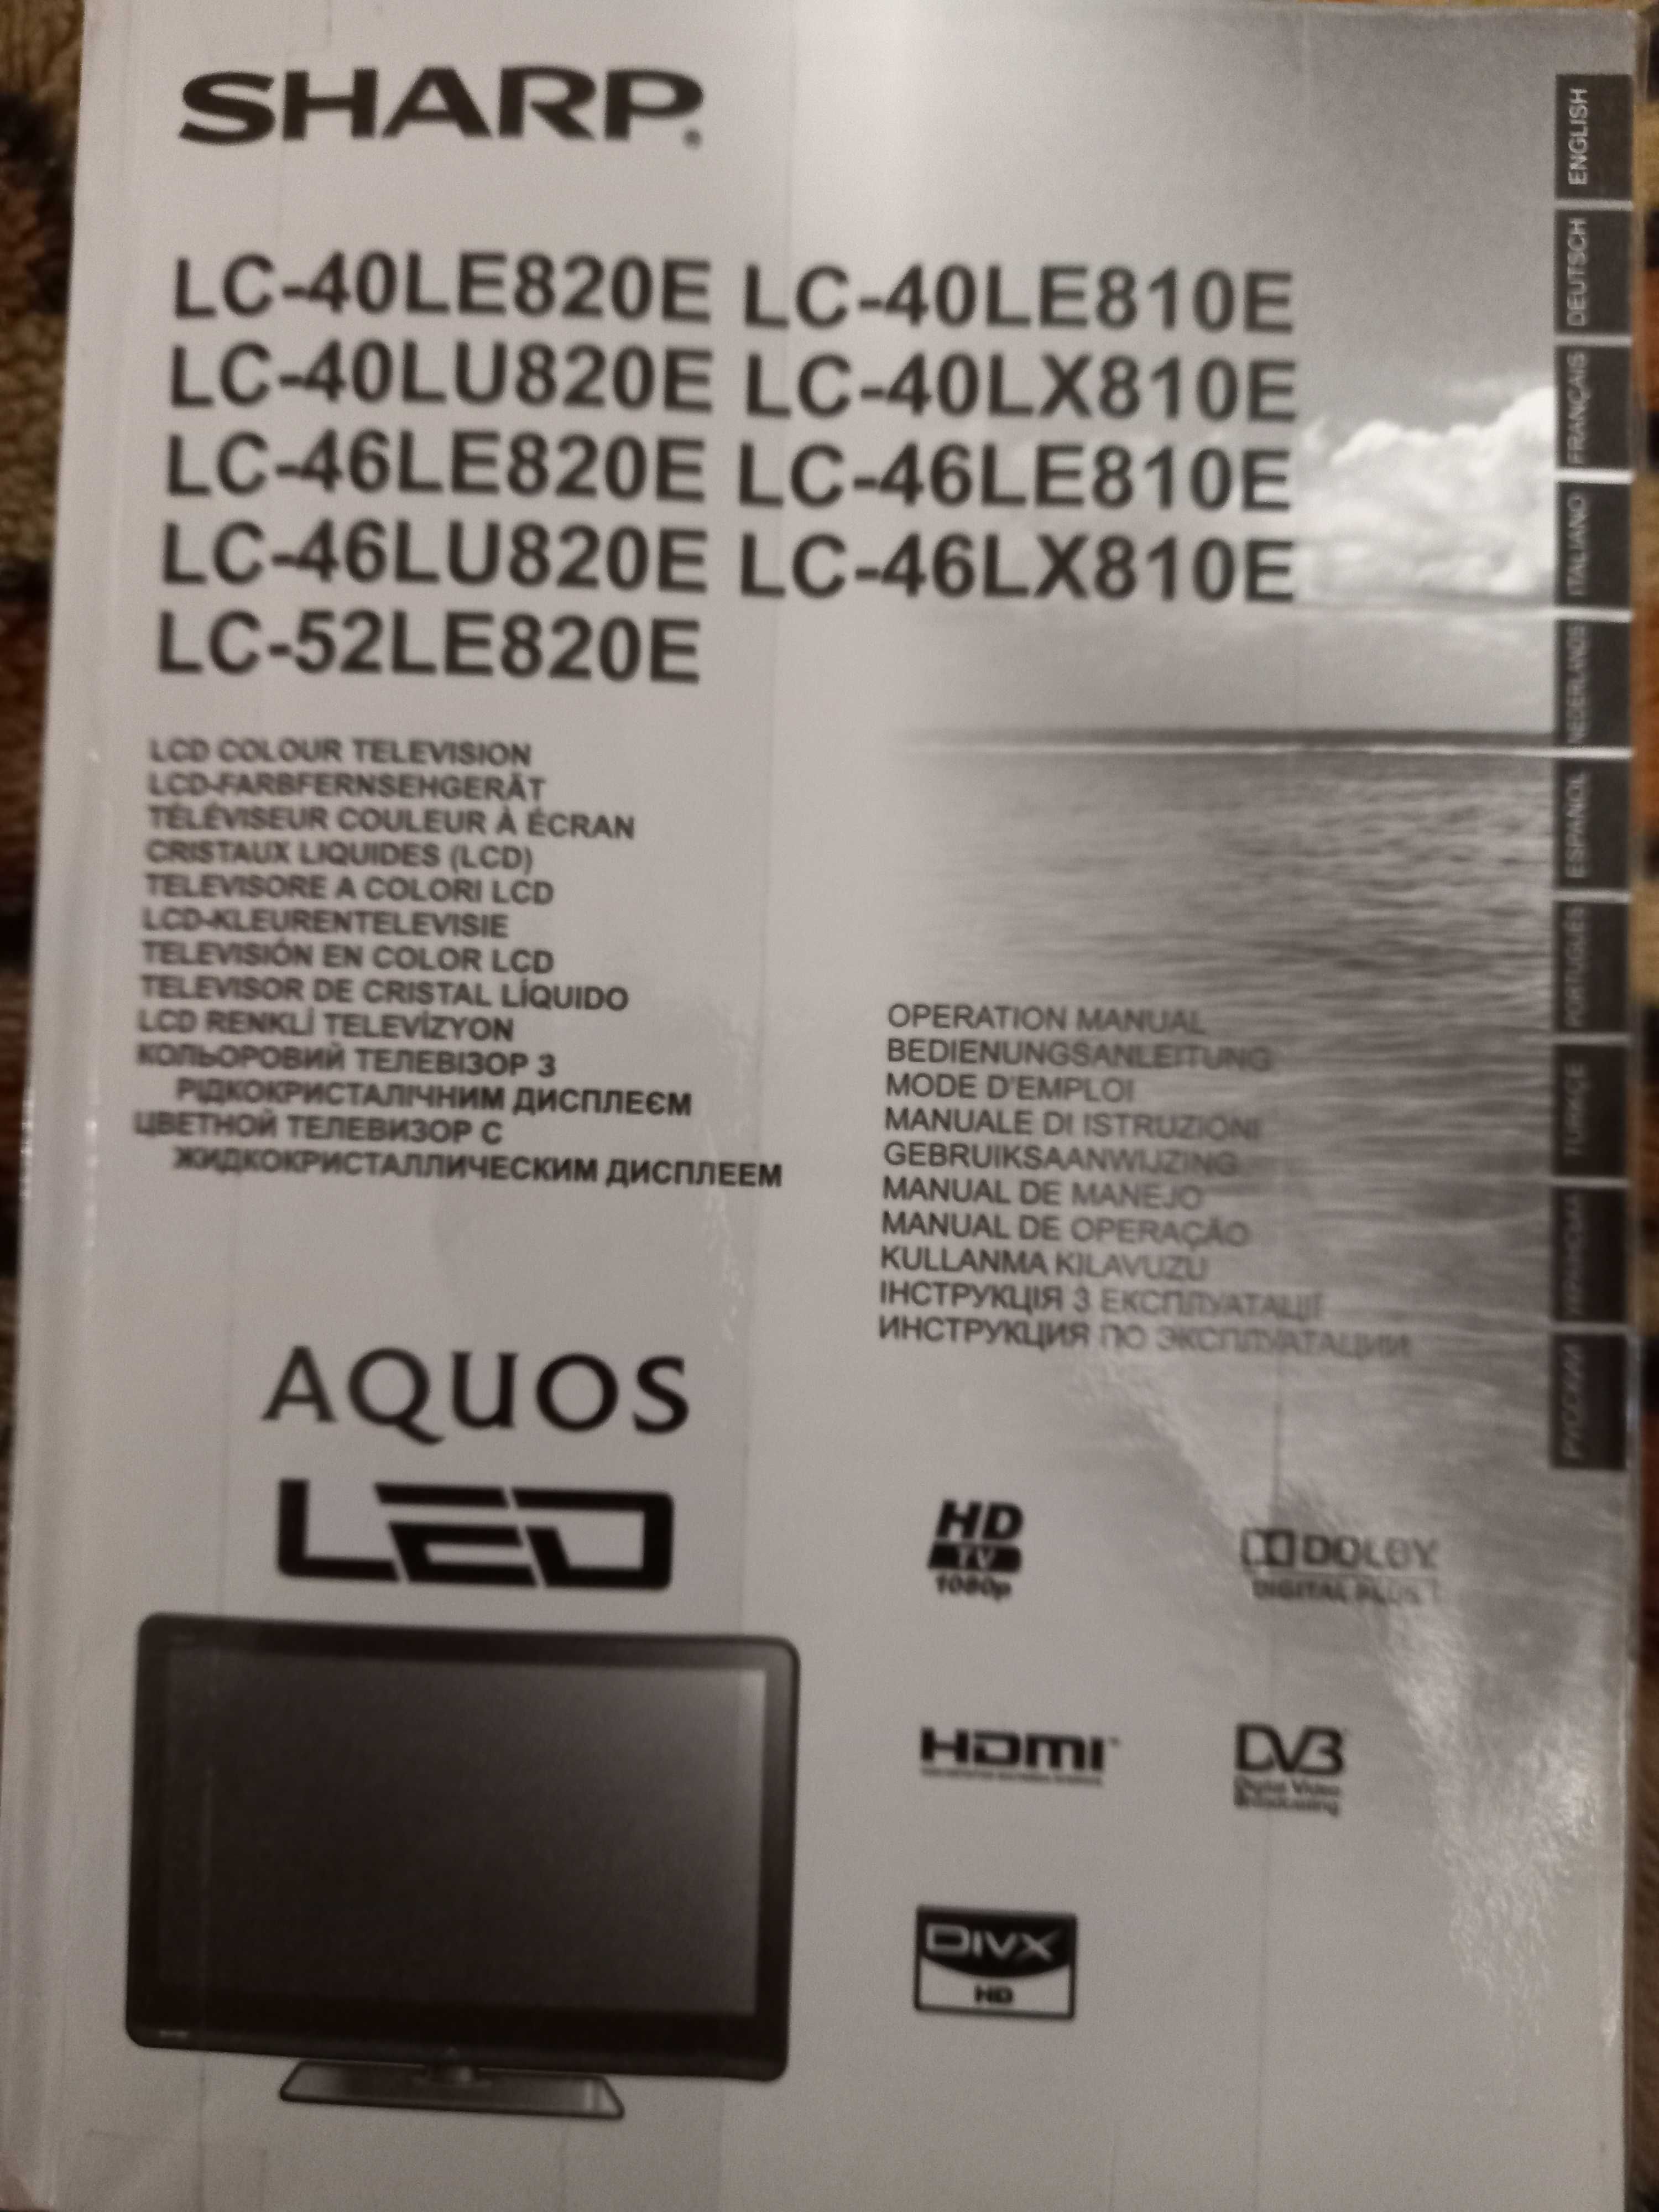 SHARP®
LC-40LE820E LC-40LE810E
LC-40LU820E LC-40LX810E
LC-46LE820E LC-46LE810E
LC-46LU820E LC-46LX810E
LC-52LE820E
LCD COLOUR TELEVISION
LCD-FARBFERNSEHGERÄT
TÉLÉVISEUR COULEUR À ÉCRAN
CRISTAUX LIQUIDES (LCD)
TELEVISORE A COLORI LCD
LCD-KLEURENTELEVISIE
TELEVISIÓN EN COLOR LCD
TELEVISOR DE CRISTAL LÍQUIDO
LCD RENKLİ TELEVİZYON
КОЛЬОРОВИЙ ТЕЛЕВІЗОР З
РІДКОКРИСТАЛІЧНИМ ДИСПЛЕЄМ
ЦВЕТНОЙ ТЕЛЕВИЗОР С
ЖИДКОКРИСТАЛЛИЧЕСКИМ ДИСПЛЕЕМ
OPERATION MANUAL
BEDIENUNGSANLEITUNG
MODE D'EMPLOI
MANUALE DI ISTRUZIONI
GEBRUIKSAANWIJZING
MANUAL DE MANEJO
MANUAL DE OPERAÇÃO
KULLANMA KILAVUZU
ІНСТРУКЦІЯ З ЕКСПЛУАТАЦІЇ
ИНСТРУКЦИЯ ПО ЭКСПЛУАТАЦИИ
AQUOS
LED
HD
TV
1080p
DOLBY
DIGITAL PLUS
HDMI
DVB
Digital Video
Broadcasting
DIVX
HD
ENGLISH
DEUTSCH
FRANÇAIS
ITALIANO
NEDERLANDS
ESPAÑOL
PORTUGUÊS
TÜRKÇE
УКРАЇНСЬКА
РУССКИЙ